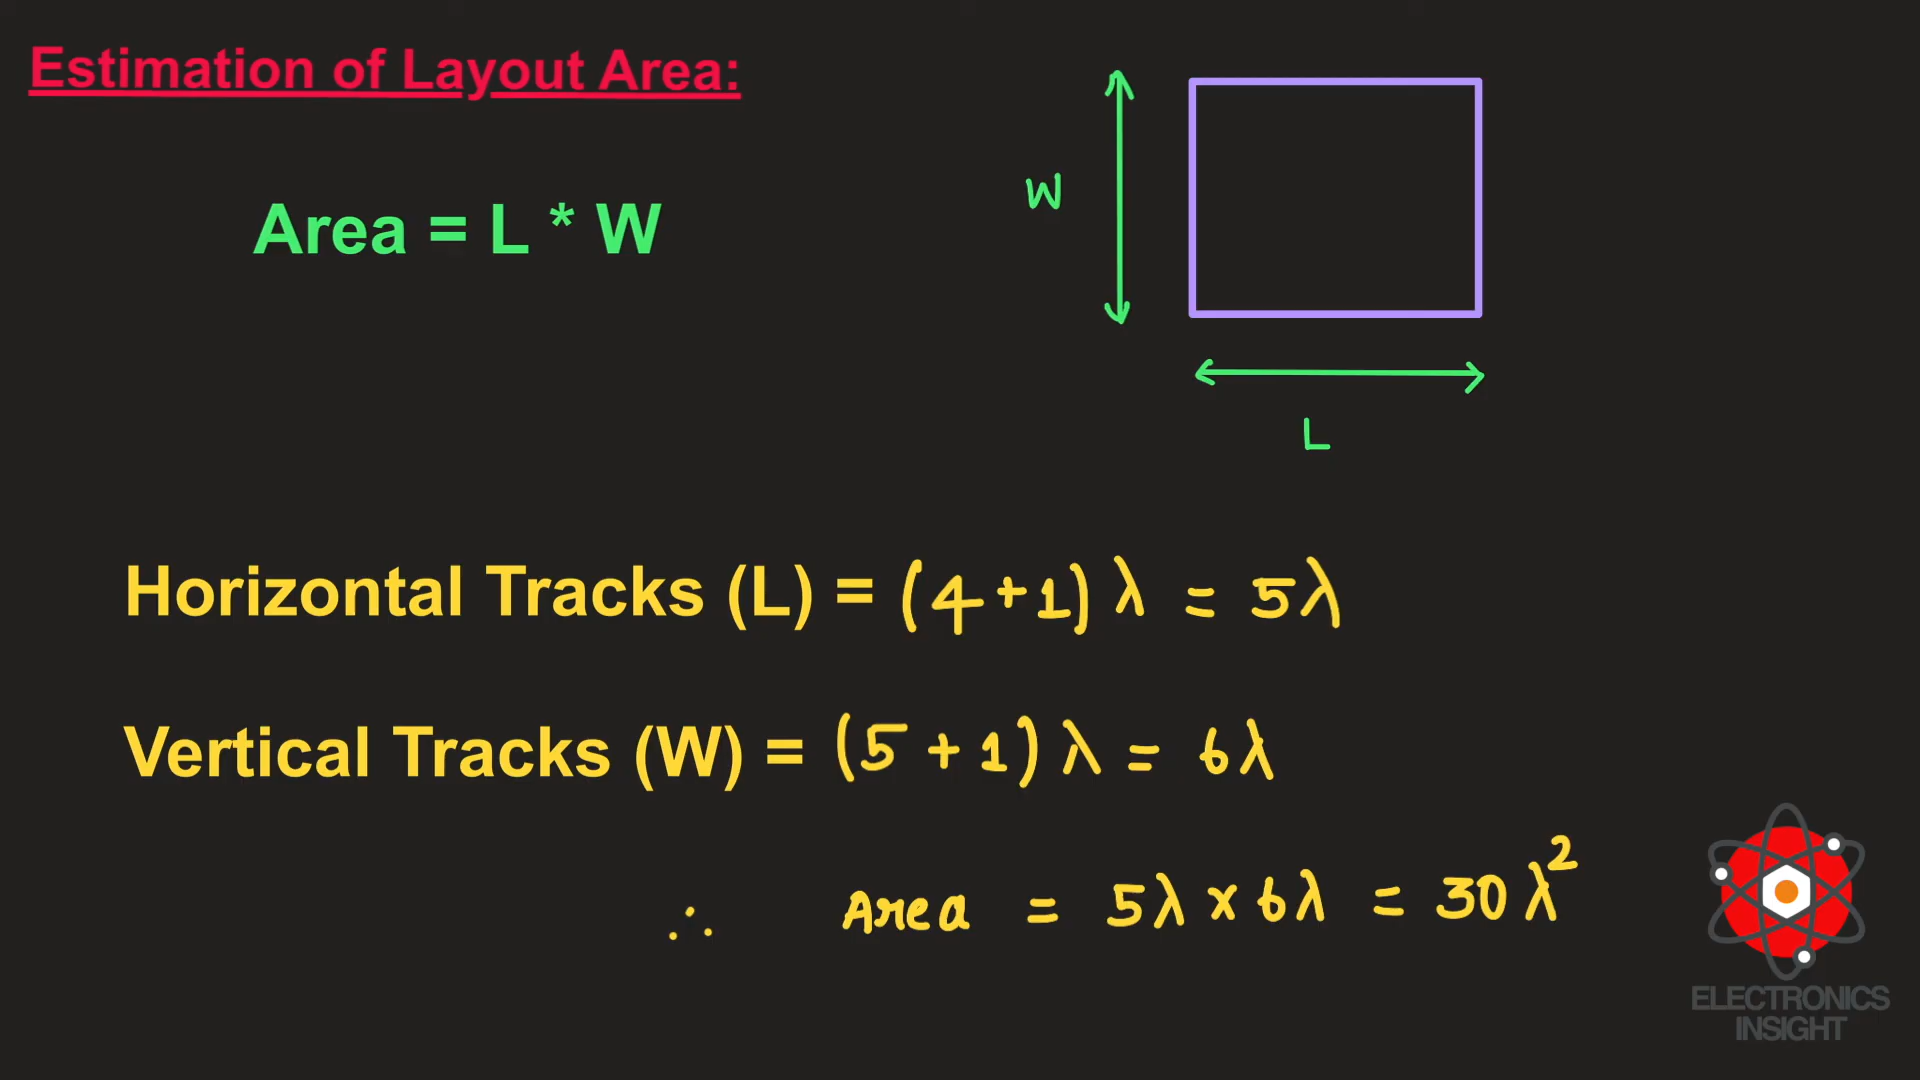 Estimation of Layout Area:
Area = L * W
W
L
Horizontal Tracks (L) = (4+1) λ = 5λ
Vertical Tracks (W) = (5 + 1) λ = 6λ
∴ Area = 5λ x 6λ = 30 λ²
ELECTRONICS
INSIGHT